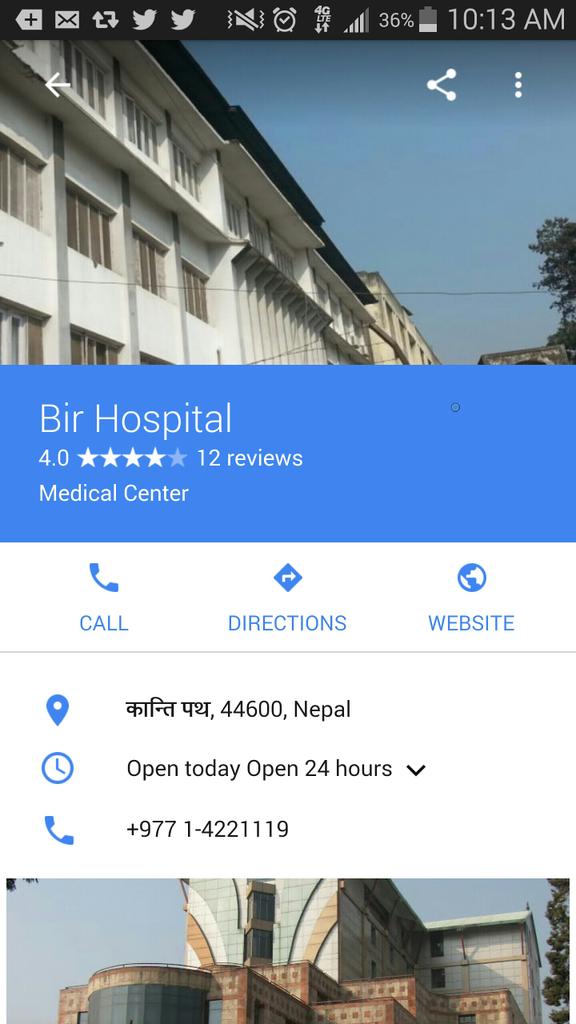 4G LTE 36% 10:13 AM
Bir Hospital
4.0 12 reviews
Medical Center
CALL DIRECTIONS WEBSITE
कान्ति पथ, 44600, Nepal
Open today Open 24 hours
+977 1-4221119